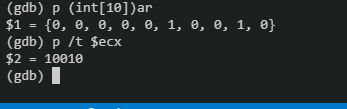 (gdb) p (int[10])ar
$1 = {0, 0, 0, 0, 0, 1, 0, 0, 1, 0}
(gdb) p /t $ecx
$2 = 10010
(gdb)